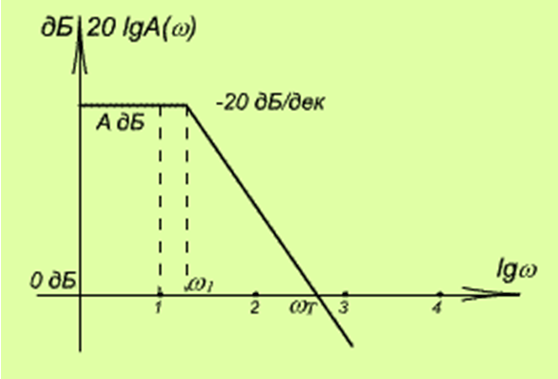 дБ 20 lgA(ω)
-20 дБ/дек
А дБ
lgω
0 дБ
ω1
1 2 ωT 3 4